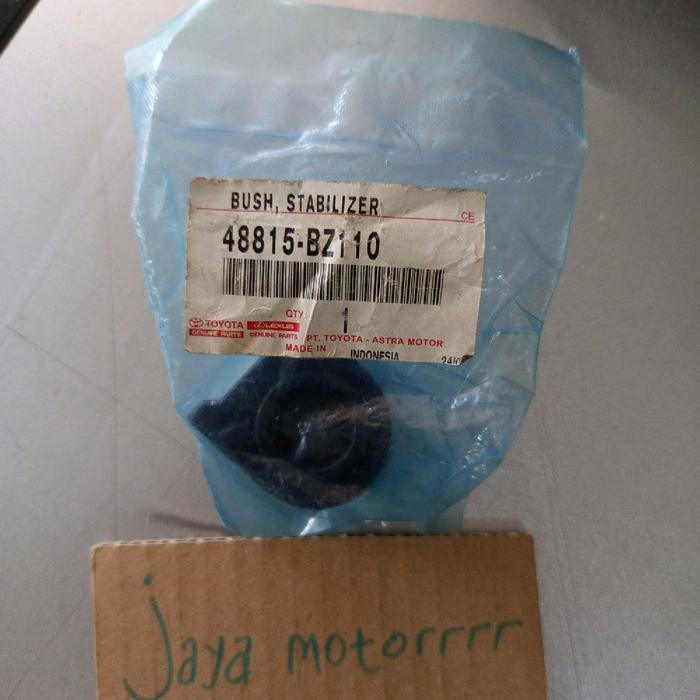 BUSH, STABILIZER
CE
48815-BZ110
QTY 1
TOYOTA LEXUS
GENUINE PARTS GENUINE PARTS
PT. TOYOTA - ASTRA MOTOR
MADE IN INDONESIA
jaya motorrrr